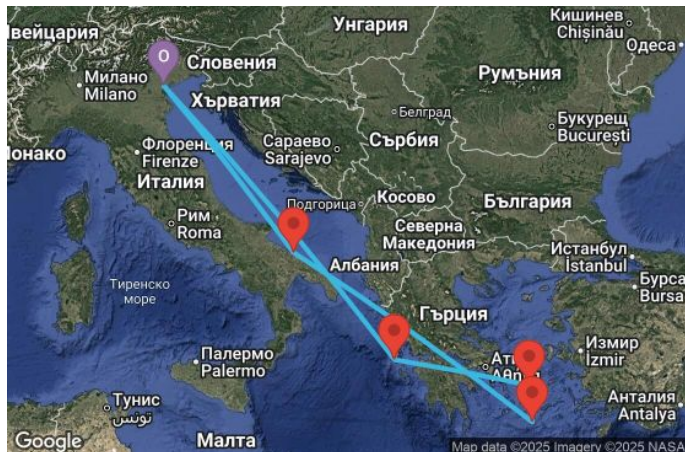 Унгария
Кишинев
Chișinău
Швейцария
Одеса
Словения
Милано
Milano
Румъния
Хърватия
Белград
Букурещ
București
Флоренция
Firenze
Сараево
Sarajevo
Сърбия
Монако
Италия
Подгорица
Косово
България
Рим
Roma
Северна
Македония
Истанбул
İstanbul
Албания
Бурса
Bursa
Тиренско
море
Гърция
Измир
İzmir
Палермо
Palermo
Анталия
Antalya
Тунис
تونس
Малта
Google
Map data ©2025 Imagery ©2025 NASA
O